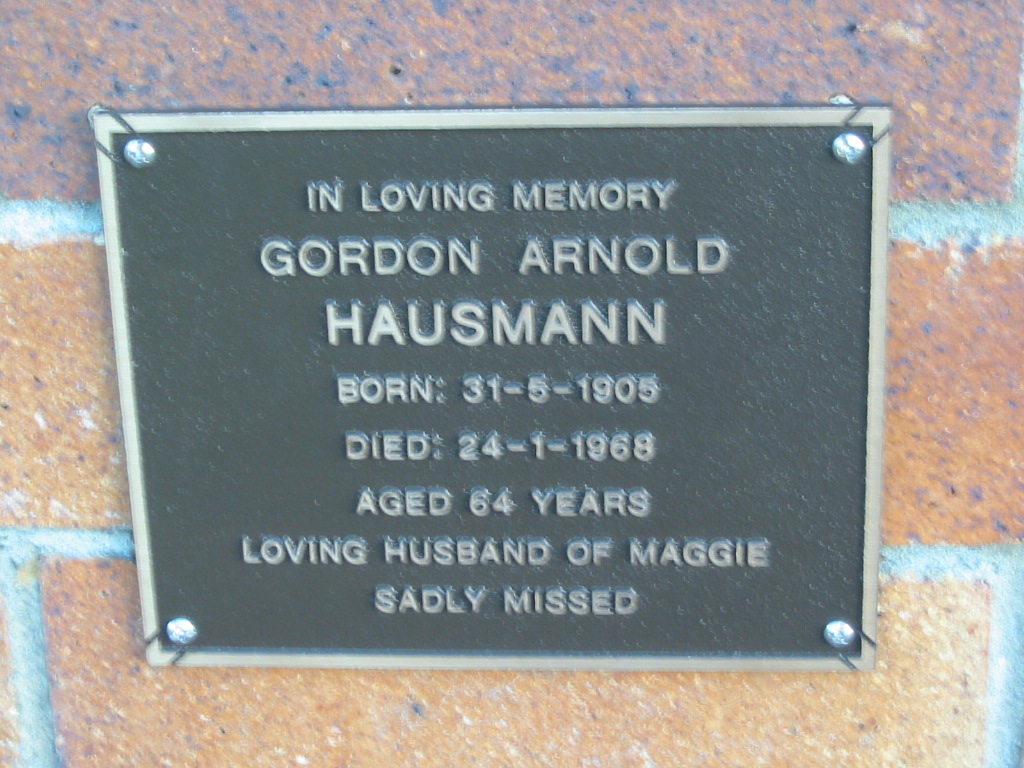 IN LOVING MEMORY
GORDON ARNOLD
HAUSMANN
BORN: 31-5-1905
DIED: 24-1-1968
AGED 64 YEARS
LOVING HUSBAND OF MAGGIE
SADLY MISSED